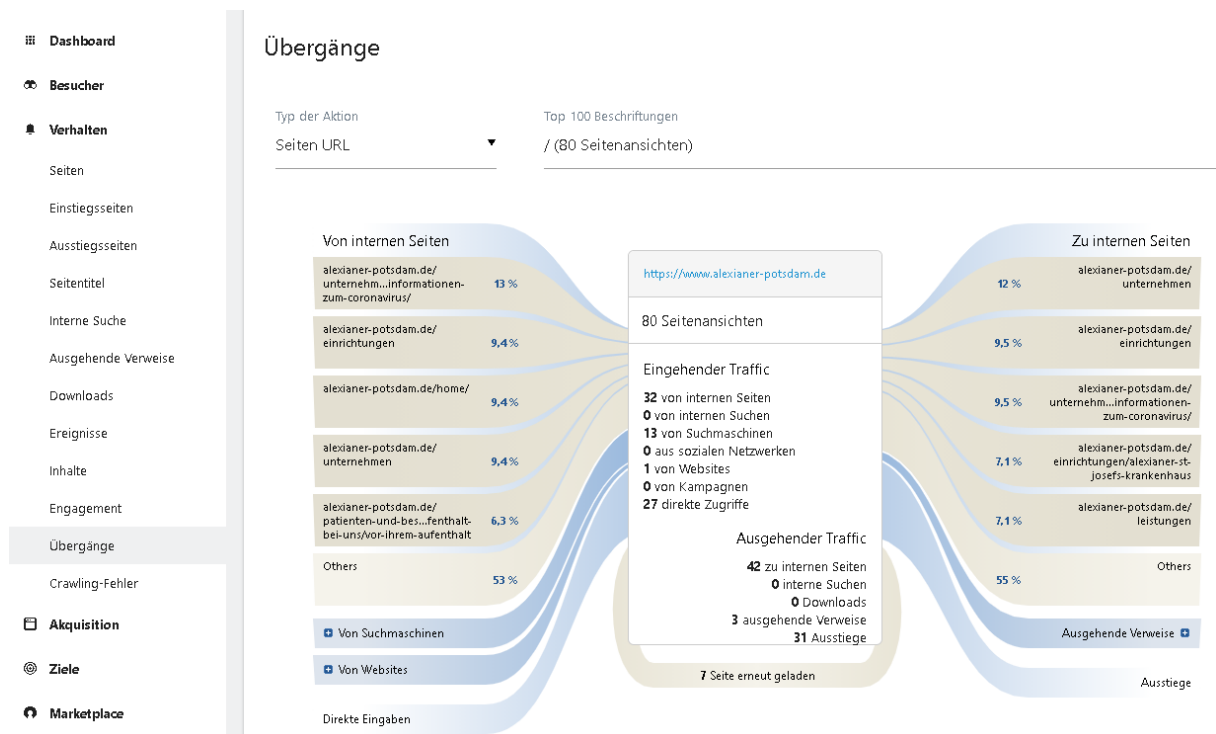 Dashboard
Besucher
Verhalten
Seiten
Einstiegsseiten
Ausstiegsseiten
Seitentitel
Interne Suche
Ausgehende Verweise
Downloads
Ereignisse
Inhalte
Engagement
Übergänge
Crawling-Fehler
Akquisition
Ziele
Marketplace
Übergänge
Typ der Aktion
Seiten URL
Top 100 Beschriftungen
/ (80 Seitenansichten)
Von internen Seiten
alexianer-potsdam.de/
unternehm...informationen-
zum-coronavirus/
13 %
alexianer-potsdam.de/
einrichtungen
9,4 %
alexianer-potsdam.de/home/
9,4 %
alexianer-potsdam.de/
unternehmen
9,4 %
alexianer-potsdam.de/
patienten-und-bes...fenthalt-
bei-uns/vor-ihrem-aufenthalt
6,3 %
Others
53 %
Von Suchmaschinen
Von Websites
Direkte Eingaben
https://www.alexianer-potsdam.de
80 Seitenansichten
Eingehender Traffic
32 von internen Seiten
0 von internen Suchen
13 von Suchmaschinen
0 aus sozialen Netzwerken
1 von Websites
0 von Kampagnen
27 direkte Zugriffe
Ausgehender Traffic
42 zu internen Seiten
0 interne Suchen
0 Downloads
3 ausgehende Verweise
31 Ausstiege
7 Seite erneut geladen
Zu internen Seiten
12 %
alexianer-potsdam.de/
unternehmen
9,5 %
alexianer-potsdam.de/
einrichtungen
9,5 %
alexianer-potsdam.de/
unternehm...informationen-
zum-coronavirus/
7,1 %
alexianer-potsdam.de/
einrichtungen/alexianer-st-
josefs-krankenhaus
7,1 %
alexianer-potsdam.de/
leistungen
55 %
Others
Ausgehende Verweise
Ausstiege